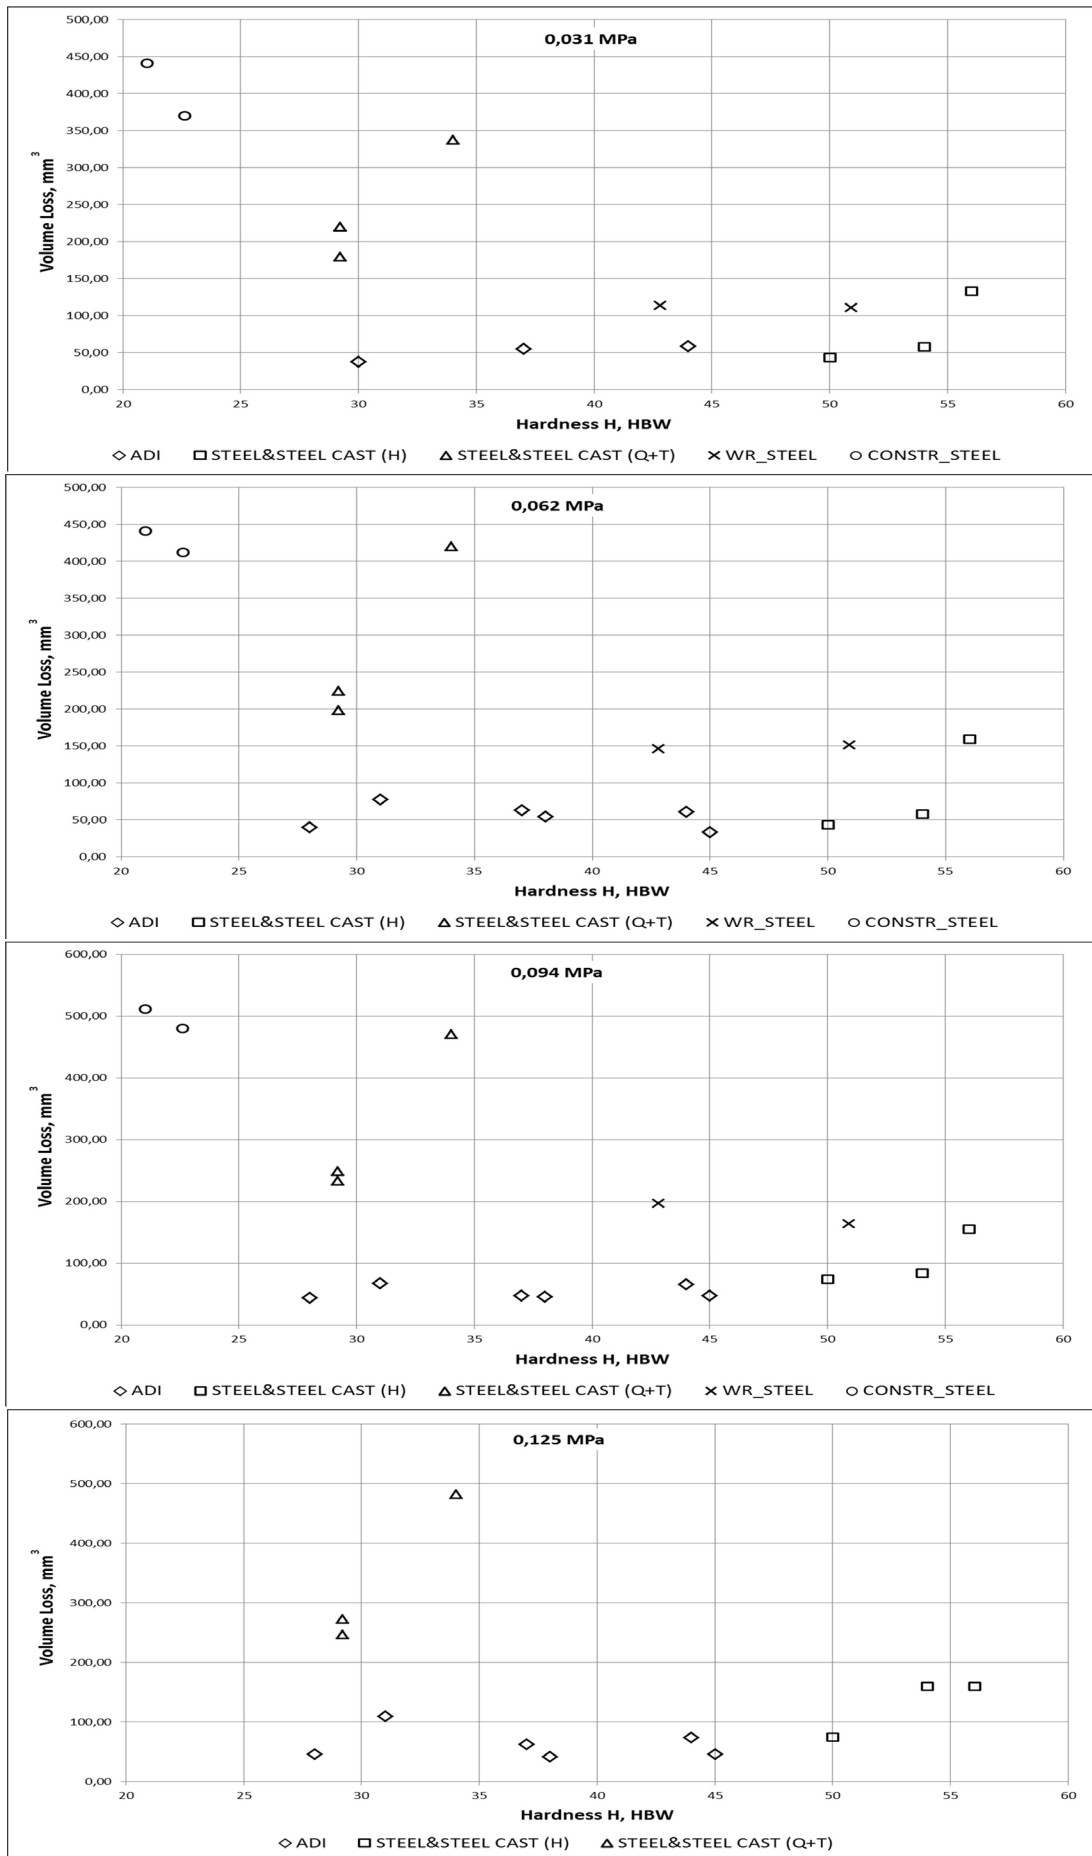 0,031 MPa
500,00
450,00
400,00
350,00
300,00
250,00
200,00
150,00
100,00
50,00
0,00
Volume Loss, mm³
20 25 30 35 40 45 50 55 60
Hardness H, HBW
ADI STEEL&STEEL CAST (H) STEEL&STEEL CAST (Q+T) WR_STEEL CONSTR_STEEL
0,062 MPa
500,00
450,00
400,00
350,00
300,00
250,00
200,00
150,00
100,00
50,00
0,00
Volume Loss, mm³
20 25 30 35 40 45 50 55 60
Hardness H, HBW
ADI STEEL&STEEL CAST (H) STEEL&STEEL CAST (Q+T) WR_STEEL CONSTR_STEEL
0,094 MPa
600,00
500,00
400,00
300,00
200,00
100,00
0,00
Volume Loss, mm³
20 25 30 35 40 45 50 55 60
Hardness H, HBW
ADI STEEL&STEEL CAST (H) STEEL&STEEL CAST (Q+T) WR_STEEL CONSTR_STEEL
0,125 MPa
600,00
500,00
400,00
300,00
200,00
100,00
0,00
Volume Loss, mm³
20 25 30 35 40 45 50 55 60
Hardness H, HBW
ADI STEEL&STEEL CAST (H) STEEL&STEEL CAST (Q+T)